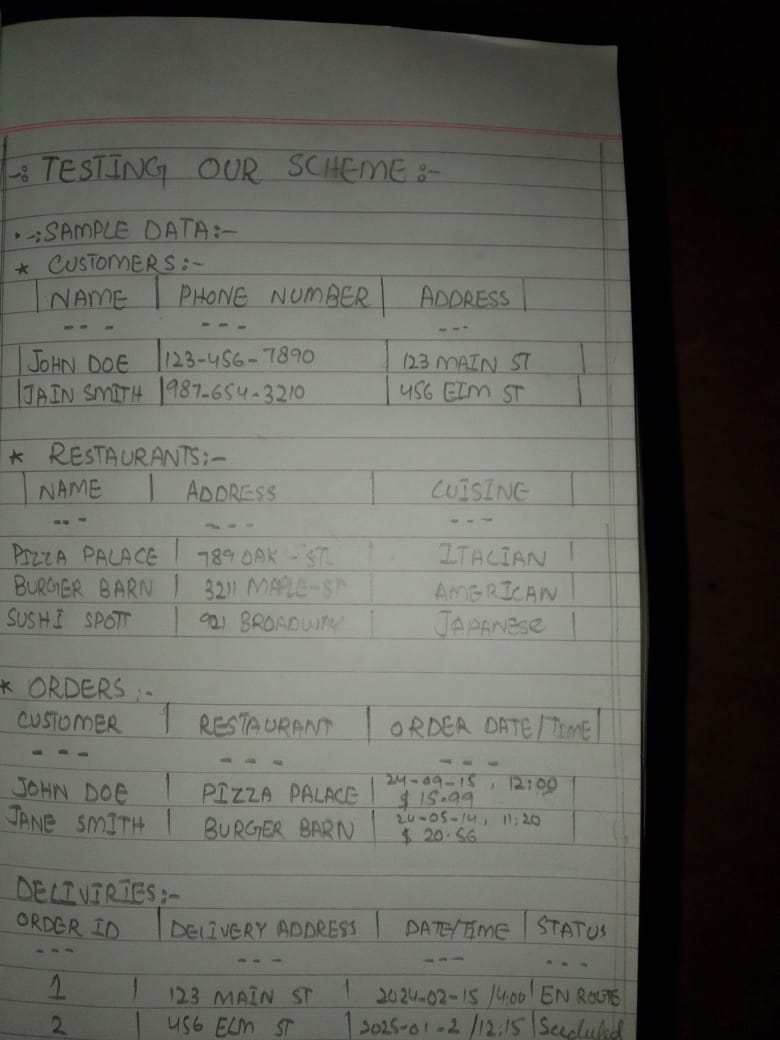 -: TESTING OUR SCHEME:-
• -:SAMPLE DATA:-
* CUSTOMERS:-
| NAME | PHONE NUMBER | ADDRESS |
--- --- ---
| JOHN DOE | 123-456-7890 | 123 MAIN ST |
| JAIN SMITH | 987-654-3210 | 456 ElM ST |
* RESTAURANTS:-
| NAME | ADDRESS | CUISING |
--- --- ---
PIZZA PALACE | 789 OAK - ST. | ITALIAN |
BURGER BARN | 3211 MAPLE-ST | AMERICAN |
SUSHI SPOTT | 921 BROADWAY | JAPANESE |
* ORDERS :-
CUSTOMER | RESTAURANT | ORDER DATE/TIME |
--- --- ---
JOHN DOE | PIZZA PALACE | 24-09-15, 12:00 |
$ 15.99
JANE SMITH | BURGER BARN | 24-05-14, 11:20 |
$ 20.56
DELIVIRIES:-
ORDER ID | DELIVERY ADDRESS | DATE/TIME | STATUS
--- --- --- ---
1 | 123 MAIN ST | 2024-02-15 14:00 | EN ROUTE
2 | 456 ELM ST | 2025-01-2 /12:15 |